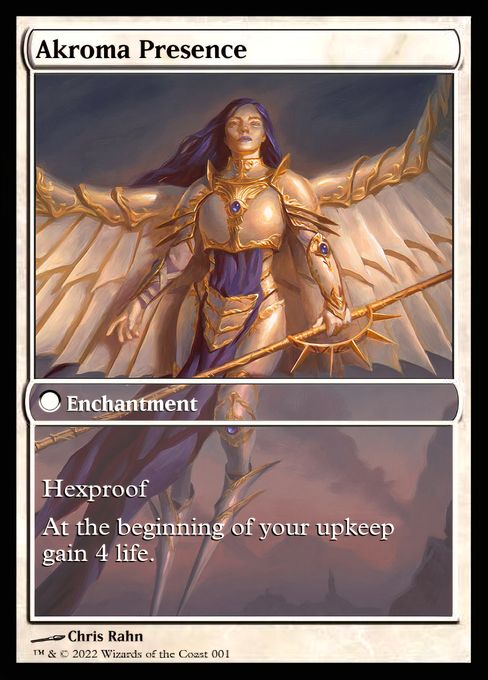 Akroma Presence
Enchantment
Hexproof
At the beginning of your upkeep
gain 4 life.
Chris Rahn
™ & © 2022 Wizards of the Coast 001